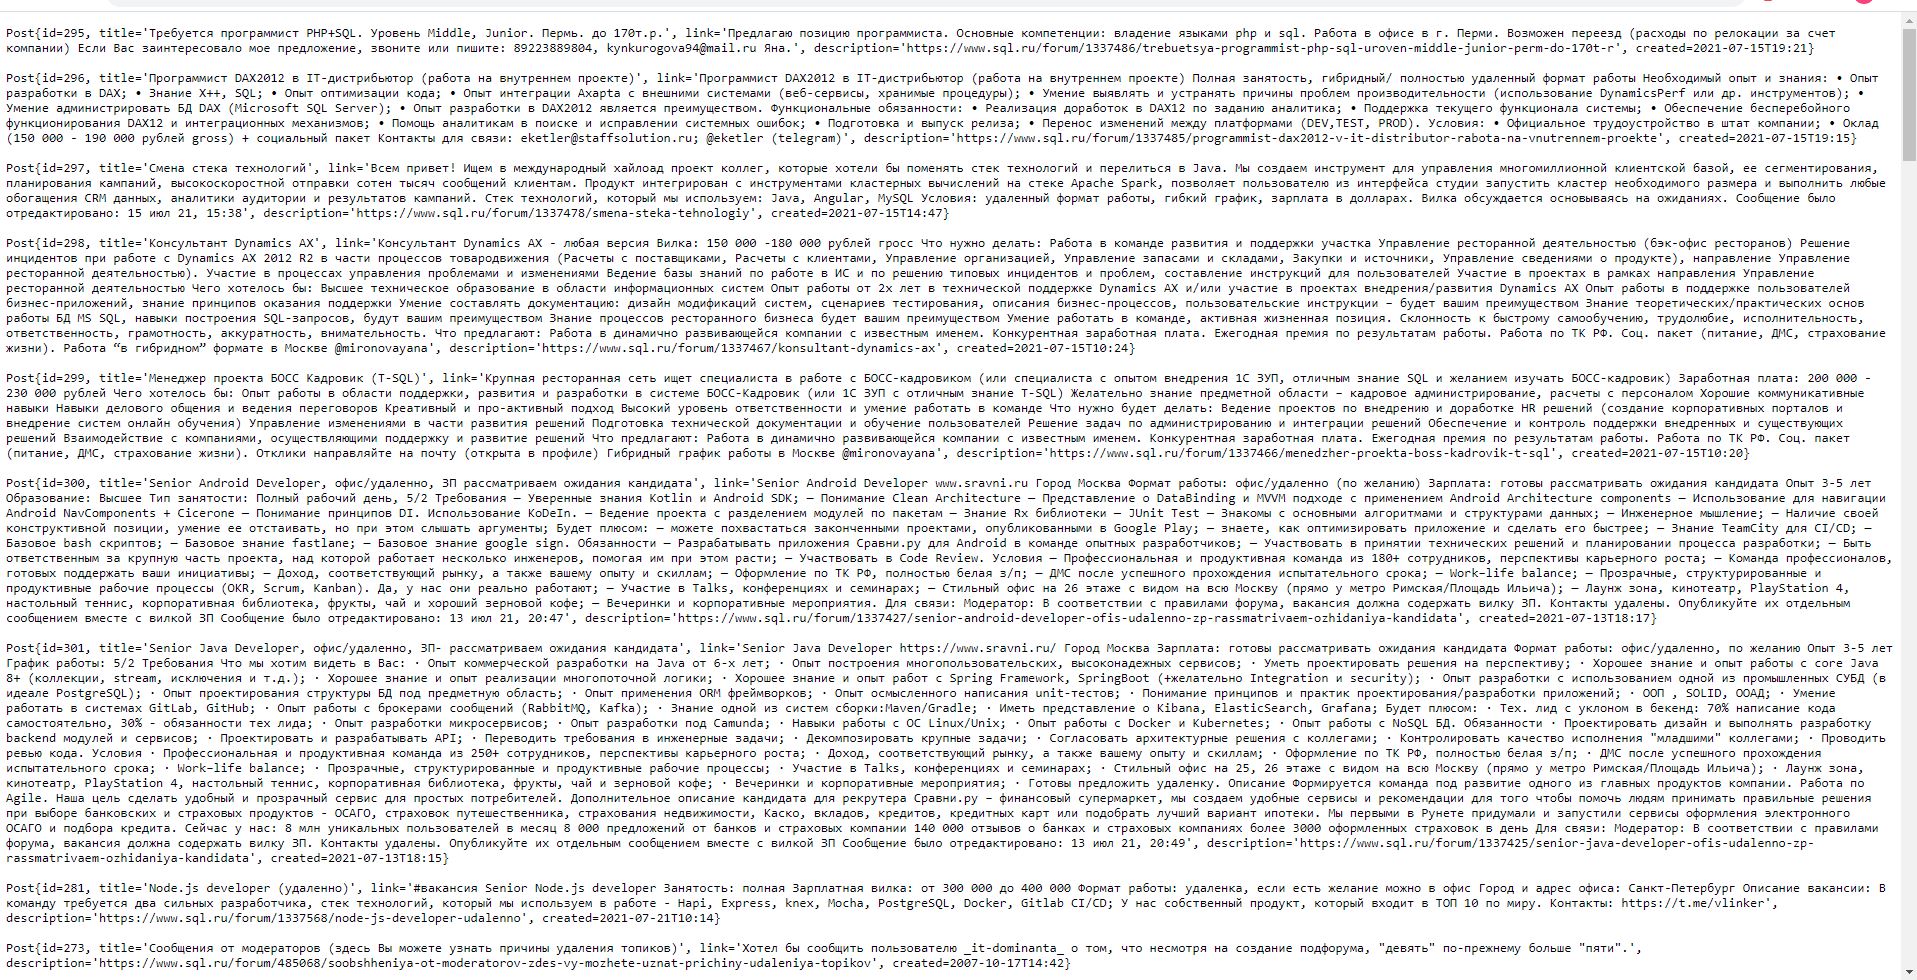 Post{id=295, title='Требуется программист PHP+SQL. Уровень Middle, Junior. Пермь. до 170т.р.', link='Предлагаю позицию программиста. Основные компетенции: владение языками php и sql. Работа в офисе в г. Перми. Возможен переезд (расходы по релокации за счет
компании) Если Вас заинтересовало мое предложение, звоните или пишите: 89223889804, kynkurogova94@mail.ru Яна.', description='https://www.sql.ru/forum/1337486/trebuetsya-programmist-php-sql-uroven-middle-junior-perm-do-170t-r', created=2021-07-15T19:21}
Post{id=296, title='Программист DAX2012 в IT-дистрибьютор (работа на внутреннем проекте)', link='Программист DAX2012 в IT-дистрибьютор (работа на внутреннем проекте) Полная занятость, гибридный/ полностью удаленный формат работы Необходимый опыт и знания: • Опыт
разработки в DAX; • Знание X++, SQL; • Опыт оптимизации кода; • Опыт интеграции Axapta с внешними системами (веб-сервисы, хранимые процедуры); • Умение выявлять и устранять причины проблем производительности (использование DynamicsPerf или др. инструментов); •
Умение администрировать БД DAX (Microsoft SQL Server); • Опыт разработки в DAX2012 является преимуществом. Функциональные обязанности: • Реализация доработок в DAX12 по заданию аналитика; • Поддержка текущего функционала системы; • Обеспечение бесперебойного
функционирования DAX12 и интеграционных механизмов; • Помощь аналитикам в поиске и исправлении системных ошибок; • Подготовка и выпуск релиза; • Перенос изменений между платформами (DEV,TEST, PROD). Условия: • Официальное трудоустройство в штат компании; • Оклад
(150 000 - 190 000 рублей gross) + социальный пакет Контакты для связи: eketler@staffsolution.ru; @eketler (telegram)', description='https://www.sql.ru/forum/1337485/programmist-dax2012-v-it-distributor-rabota-na-vnutrennem-proekte', created=2021-07-15T19:15}
Post{id=297, title='Смена стека технологий', link='Всем привет! Ищем в международный хайлоад проект коллег, которые хотели бы поменять стек технологий и перелиться в Java. Мы создаем инструмент для управления многомиллионной клиентской базой, ее сегментирования,
планирования кампаний, высокоскоростной отправки сотен тысяч сообщений клиентам. Продукт интегрирован с инструментами кластерных вычислений на стеке Apache Spark, позволяет пользователю из интерфейса студии запустить кластер необходимого размера и выполнить любые
обогащения CRM данных, аналитики аудитории и результатов кампаний. Стек технологий, который мы используем: Java, Angular, MySQL Условия: удаленный формат работы, гибкий график, зарплата в долларах. Вилка обсуждается основываясь на ожиданиях. Сообщение было
отредактировано: 15 июл 21, 15:38', description='https://www.sql.ru/forum/1337478/smena-steka-tehnologiy', created=2021-07-15T14:47}
Post{id=298, title='Консультант Dynamics AX', link='Консультант Dynamics AX - любая версия Вилка: 150 000 -180 000 рублей гросс Что нужно делать: Работа в команде развития и поддержки участка Управление ресторанной деятельностью (бэк-офис ресторанов) Решение
инцидентов при работе с Dynamics AX 2012 R2 в части процессов товародвижения (Расчеты с поставщиками, Расчеты с клиентами, Управление организацией, Управление запасами и складами, Закупки и источники, Управление сведениями о продукте), направление Управление
ресторанной деятельностью). Участие в процессах управления проблемами и изменениями Ведение базы знаний по работе в ИС и по решению типовых инцидентов и проблем, составление инструкций для пользователей Участие в проектах в рамках направления Управление
ресторанной деятельностью Чего хотелось бы: Высшее техническое образование в области информационных систем Опыт работы от 2х лет в технической поддержке Dynamics AX и/или участие в проектах внедрения/развития Dynamics AX Опыт работы в поддержке пользователей
бизнес-приложений, знание принципов оказания поддержки Умение составлять документацию: дизайн модификаций систем, сценариев тестирования, описания бизнес-процессов, пользовательские инструкции – будет вашим преимуществом Знание теоретических/практических основ
работы БД MS SQL, навыки построения SQL-запросов, будут вашим преимуществом Знание процессов ресторанного бизнеса будет вашим преимуществом Умение работать в команде, активная жизненная позиция. Склонность к быстрому самообучению, трудолюбие, исполнительность,
ответственность, грамотность, аккуратность, внимательность. Что предлагают: Работа в динамично развивающейся компании с известным именем. Конкурентная заработная плата. Ежегодная премия по результатам работы. Работа по ТК РФ. Соц. пакет (питание, ДМС, страхование
жизни). Работа “в гибридном” формате в Москве @mironovayana', description='https://www.sql.ru/forum/1337467/konsultant-dynamics-ax', created=2021-07-15T10:24}
Post{id=299, title='Менеджер проекта БОСС Кадровик (T-SQL)', link='Крупная ресторанная сеть ищет специалиста в работе с БОСС-кадровиком (или специалиста с опытом внедрения 1С ЗУП, отличным знание SQL и желанием изучать БОСС-кадровик) Заработная плата: 200 000 -
230 000 рублей Чего хотелось бы: Опыт работы в области поддержки, развития и разработки в системе БОСС-Кадровик (или 1С ЗУП с отличным знание T-SQL) Желательно знание предметной области – кадровое администрирование, расчеты с персоналом Хорошие коммуникативные
навыки Навыки делового общения и ведения переговоров Креативный и про-активный подход Высокий уровень ответственности и умение работать в команде Что нужно будет делать: Ведение проектов по внедрению и доработке HR решений (создание корпоративных порталов и
внедрение систем онлайн обучения) Управление изменениями в части развития решений Подготовка технической документации и обучение пользователей Решение задач по администрированию и интеграции решений Обеспечение и контроль поддержки внедренных и существующих
решений Взаимодействие с компаниями, осуществляющими поддержку и развитие решений Что предлагают: Работа в динамично развивающейся компании с известным именем. Конкурентная заработная плата. Ежегодная премия по результатам работы. Работа по ТК РФ. Соц. пакет
(питание, ДМС, страхование жизни). Отклики направляйте на почту (открыта в профиле) Гибридный график работы в Москве @mironovayana', description='https://www.sql.ru/forum/1337466/menedzher-proekta-boss-kadrovik-t-sql', created=2021-07-15T10:20}
Post{id=300, title='Senior Android Developer, офис/удаленно, ЗП рассматриваем ожидания кандидата', link='Senior Android Developer www.sravni.ru Город Москва Формат работы: офис/удаленно (по желанию) Зарплата: готовы рассматривать ожидания кандидата Опыт 3-5 лет
Образование: Высшее Тип занятости: Полный рабочий день, 5/2 Требования — Уверенные знания Kotlin и Android SDK; — Понимание Clean Architecture — Представление о DataBinding и MVVM подходе с применением Android Architecture components — Использование для навигации
Android NavComponents + Cicerone — Понимание принципов DI. Использование KoDeIn. — Ведение проекта с разделением модулей по пакетам — Знание Rx библиотеки — JUnit Test — Знакомы с основными алгоритмами и структурами данных; — Инженерное мышление; — Наличие своей
конструктивной позиции, умение ее отстаивать, но при этом слышать аргументы; Будет плюсом: — можете похвастаться законченными проектами, опубликованными в Google Play; — знаете, как оптимизировать приложение и сделать его быстрее; — Знание TeamCity для CI/CD; —
Базовое bash скриптов; — Базовое знание fastlane; — Базовое знание google sign. Обязанности — Разрабатывать приложения Сравни.ру для Android в команде опытных разработчиков; — Участвовать в принятии технических решений и планировании процесса разработки; — Быть
ответственным за крупную часть проекта, над которой работает несколько инженеров, помогая им при этом расти; — Участвовать в Code Review. Условия — Профессиональная и продуктивная команда из 180+ сотрудников, перспективы карьерного роста; — Команда профессионалов,
готовых поддержать ваши инициативы; — Доход, соответствующий рынку, а также вашему опыту и скиллам; — Оформление по ТК РФ, полностью белая з/п; — ДМС после успешного прохождения испытательного срока; — Work-life balance; — Прозрачные, структурированные и
продуктивные рабочие процессы (OKR, Scrum, Kanban). Да, у нас они реально работают; — Участие в Talks, конференциях и семинарах; — Стильный офис на 26 этаже с видом на всю Москву (прямо у метро Римская/Площадь Ильича); — Лаунж зона, кинотеатр, PlayStation 4,
настольный теннис, корпоративная библиотека, фрукты, чай и хороший зерновой кофе; — Вечеринки и корпоративные мероприятия. Для связи: Модератор: В соответствии с правилами форума, вакансия должна содержать вилку ЗП. Контакты удалены. Опубликуйте их отдельным
сообщением вместе с вилкой ЗП Сообщение было отредактировано: 13 июл 21, 20:47', description='https://www.sql.ru/forum/1337427/senior-android-developer-ofis-udalenno-zp-rassmatrivaem-ozhidaniya-kandidata', created=2021-07-13T18:17}
Post{id=301, title='Senior Java Developer, офис/удаленно, ЗП- рассматриваем ожидания кандидата', link='Senior Java Developer https://www.sravni.ru/ Город Москва Зарплата: готовы рассматривать ожидания кандидата Формат работы: офис/удаленно, по желанию Опыт 3-5 лет
График работы: 5/2 Требования Что мы хотим видеть в Вас: · Опыт коммерческой разработки на Java от 6-х лет; · Опыт построения многопользовательских, высоконадежных сервисов; · Уметь проектировать решения на перспективу; · Хорошее знание и опыт работы с core Java
8+ (коллекции, stream, исключения и т.д.); · Хорошее знание и опыт реализации многопоточной логики; · Хорошее знание и опыт работ с Spring Framework, SpringBoot (+желательно Integration и security); · Опыт разработки с использованием одной из промышленных СУБД (в
идеале PostgreSQL); · Опыт проектирования структуры БД под предметную область; · Опыт применения ORM фреймворков; · Опыт осмысленного написания unit-тестов; · Понимание принципов и практик проектирования/разработки приложений; · ООП , SOLID, ООАД; · Умение
работать в системах GitLab, GitHub; · Опыт работы с брокерами сообщений (RabbitMQ, Kafka); · Знание одной из систем сборки:Maven/Gradle; · Иметь представление о Kibana, ElasticSearch, Grafana; Будет плюсом: · Тех. лид с уклоном в бекенд: 70% написание кода
самостоятельно, 30% - обязанности тех лида; · Опыт разработки микросервисов; · Опыт разработки под Camunda; · Навыки работы с ОС Linux/Unix; · Опыт работы с Docker и Kubernetes; · Опыт работы с NoSQL БД. Обязанности · Проектировать дизайн и выполнять разработку
backend модулей и сервисов; · Проектировать и разрабатывать API; · Переводить требования в инженерные задачи; · Декомпозировать крупные задачи; · Согласовать архитектурные решения с коллегами; · Контролировать качество исполнения "младшими" коллегами; · Проводить
ревью кода. Условия · Профессиональная и продуктивная команда из 250+ сотрудников, перспективы карьерного роста; · Доход, соответствующий рынку, а также вашему опыту и скиллам; · Оформление по ТК РФ, полностью белая з/п; · ДМС после успешного прохождения
испытательного срока; · Work-life balance; · Прозрачные, структурированные и продуктивные рабочие процессы; · Участие в Talks, конференциях и семинарах; · Стильный офис на 25, 26 этаже с видом на всю Москву (прямо у метро Римская/Площадь Ильича); · Лаунж зона,
кинотеатр, PlayStation 4, настольный теннис, корпоративная библиотека, фрукты, чай и зерновой кофе; · Вечеринки и корпоративные мероприятия; · Готовы предложить удаленку. Описание Формируется команда под развитие одного из главных продуктов компании. Работа по
Agile. Наша цель сделать удобный и прозрачный сервис для простых потребителей. Дополнительное описание кандидата для рекрутера Сравни.ру – финансовый супермаркет, мы создаем удобные сервисы и рекомендации для того чтобы помочь людям принимать правильные решения
при выборе банковских и страховых продуктов - ОСАГО, страховок путешественника, страхования недвижимости, Каско, вкладов, кредитов, кредитных карт или подобрать лучший вариант ипотеки. Мы первыми в Рунете придумали и запустили сервисы оформления электронного
ОСАГО и подбора кредита. Сейчас у нас: 8 млн уникальных пользователей в месяц 8 000 предложений от банков и страховых компании 140 000 отзывов о банках и страховых компаниях более 3000 оформленных страховок в день Для связи: Модератор: В соответствии с правилами
форума, вакансия должна содержать вилку ЗП. Контакты удалены. Опубликуйте их отдельным сообщением вместе с вилкой ЗП Сообщение было отредактировано: 13 июл 21, 20:49', description='https://www.sql.ru/forum/1337425/senior-java-developer-ofis-udalenno-zp-
rassmatrivaem-ozhidaniya-kandidata', created=2021-07-13T18:15}
Post{id=281, title='Node.js developer (удаленно)', link='#вакансия Senior Node.js developer Занятость: полная Зарплатная вилка: от 300 000 до 400 000 Формат работы: удаленка, если есть желание можно в офис Город и адрес офиса: Санкт-Петербург Описание вакансии: В
команду требуется два сильных разработчика, стек технологий, который мы используем в работе - Hapi, Express, knex, Mocha, PostgreSQL, Docker, Gitlab CI/CD; У нас собственный продукт, который входит в ТОП 10 по миру. Контакты: https://t.me/vlinker',
description='https://www.sql.ru/forum/1337568/node-js-developer-udalenno', created=2021-07-21T10:14}
Post{id=273, title='Сообщения от модераторов (здесь Вы можете узнать причины удаления топиков)', link='Хотел бы сообщить пользователю _it-dominanta_ о том, что несмотря на создание подфорума, "девять" по-прежнему больше "пяти".',
description='https://www.sql.ru/forum/485068/soobshheniya-ot-moderatorov-zdes-vy-mozhete-uznat-prichiny-udaleniya-topikov', created=2007-10-17T14:42}